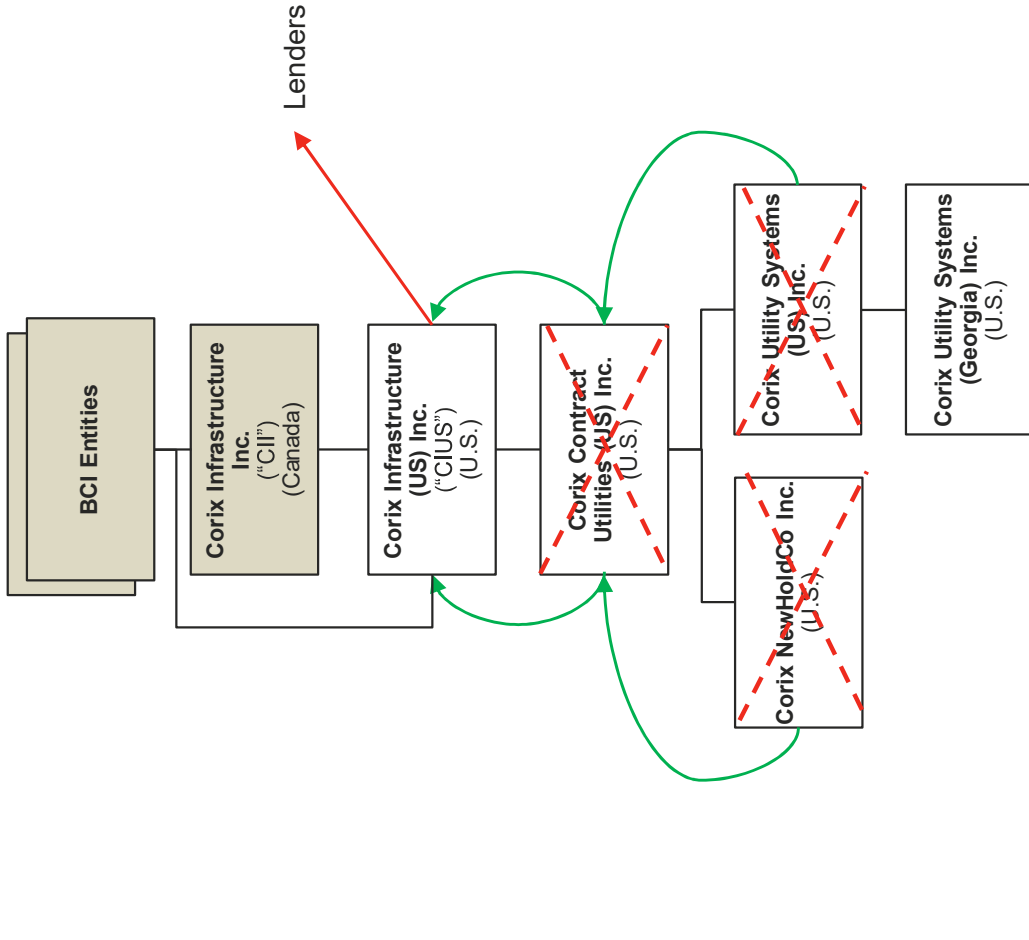 Lenders
BCI Entities
Corix Infrastructure
Inc.
(“CII”)
(Canada)
Corix Infrastructure
(US) Inc.
(“CIUS”)
(U.S.)
Corix Contract
Utilities (US) Inc.
(U.S.)
Corix NewHoldCo Inc.
(U.S.)
Corix Utility Systems
(US) Inc.
(U.S.)
Corix Utility Systems
(Georgia) Inc.
(U.S.)